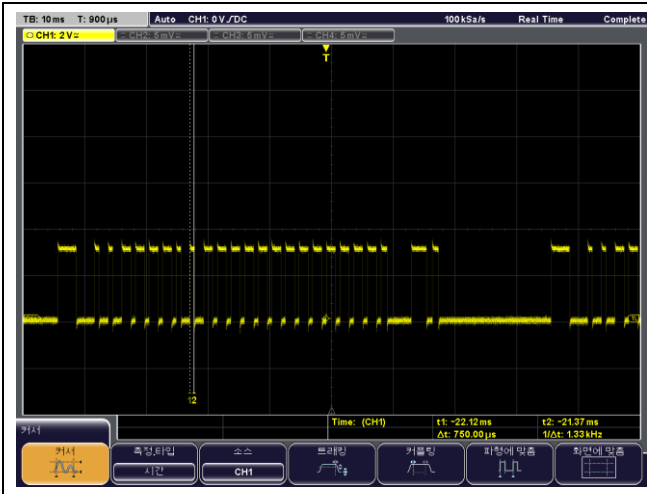 TB: 10 ms T: 900 µs Auto CH1: 0 V / DC 100 kSa/s Real Time Complete
CH1: 2 V≃ CH2: 5 mV≃ CH3: 5 mV≃ CH4: 5 mV≃
T
12
Time: (CH1) t1: -22.12 ms t2: -21.37 ms
Δt: 750.00 µs 1/Δt: 1.33 kHz
커서
커서 측정.타입 소스 트래킹 커플링 파형에 맞춤 화면에 맞춤
시간 CH1